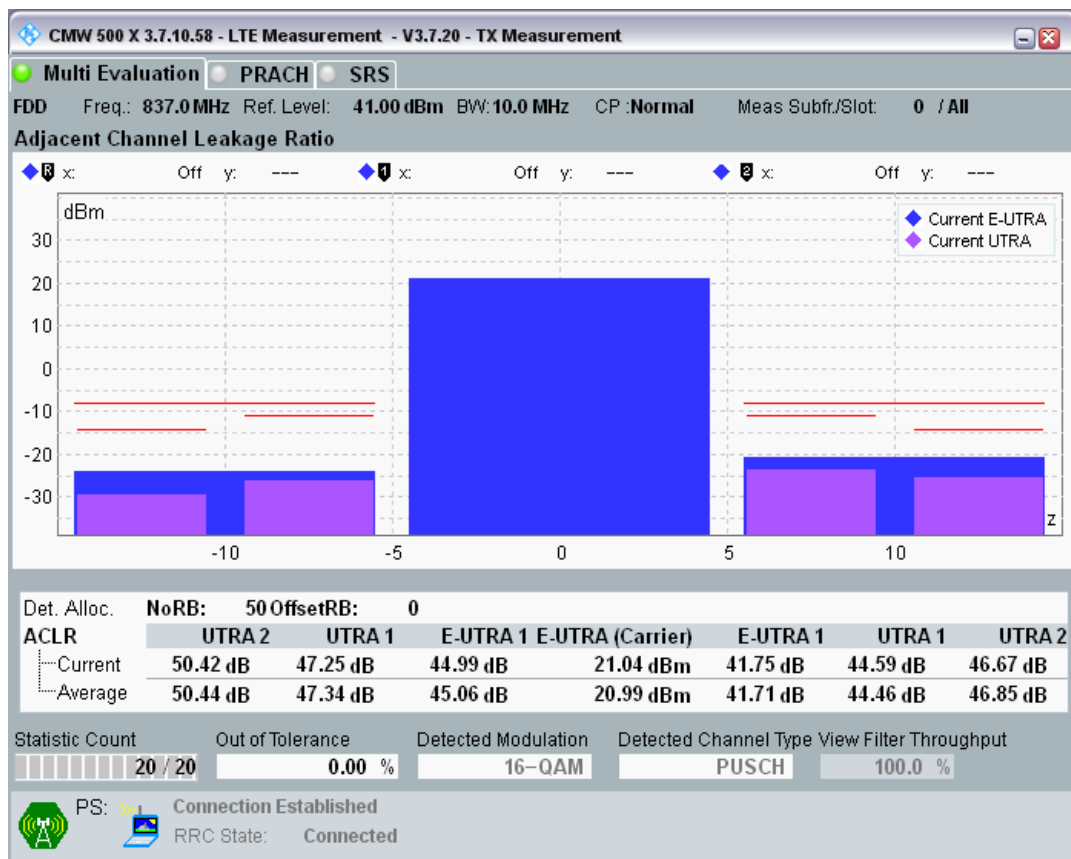 CMW 500 X 3.7.10.58 - LTE Measurement - V3.7.20 - TX Measurement
Multi Evaluation PRACH SRS
FDD Freq.: 837.0 MHz Ref. Level: 41.00 dBm BW: 10.0 MHz CP :Normal Meas Subfr./Slot: 0 / All
Adjacent Channel Leakage Ratio
R x: Off y: --- 1 x: Off y: --- 2 x: Off y: ---
dBm
Current E-UTRA
Current UTRA
30
20
10
0
-10
-20
-30
z
-10 -5 0 5 10
Det. Alloc. NoRB: 50 OffsetRB: 0
ACLR UTRA 2 UTRA 1 E-UTRA 1 E-UTRA (Carrier) E-UTRA 1 UTRA 1 UTRA 2
Current 50.42 dB 47.25 dB 44.99 dB 21.04 dBm 41.75 dB 44.59 dB 46.67 dB
Average 50.44 dB 47.34 dB 45.06 dB 20.99 dBm 41.71 dB 44.46 dB 46.85 dB
Statistic Count Out of Tolerance Detected Modulation Detected Channel Type View Filter Throughput
20 / 20 0.00 % 16-QAM PUSCH 100.0 %
PS: Connection Established
RRC State: Connected